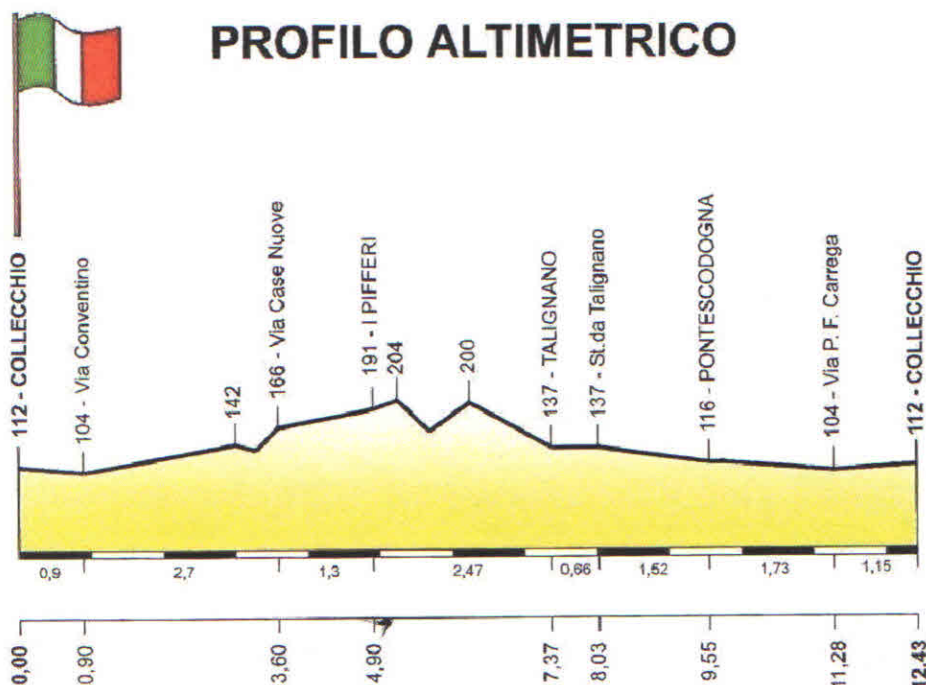 PROFILO ALTIMETRICO
112 - COLLECCHIO
104 - Via Conventino
142
166 - Via Case Nuove
191 - I PIFFERI
204
200
137 - TALIGNANO
137 - St.da Talignano
116 - PONTESCODOGNA
104 - Via P. F. Carrega
112 - COLLECCHIO
0,9
2,7
1,3
2,47
0,66
1,52
1,73
1,15
0,00
0,90
3,60
4,90
7,37
8,03
9,55
11,28
12,43